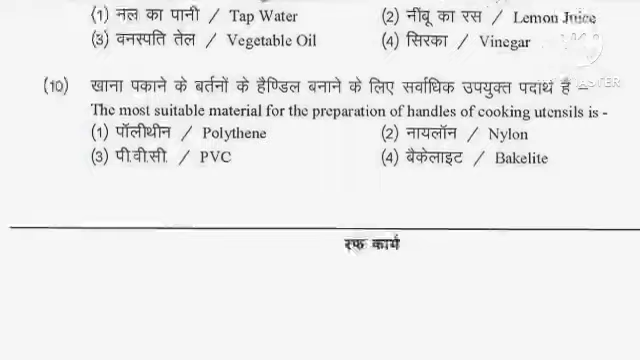 (1) नल का पानी / Tap Water (2) नींबू का रस / Lemon Juice
(3) वनस्पति तेल / Vegetable Oil (4) सिरका / Vinegar
(10) खाना पकाने के बर्तनों के हैण्डिल बनाने के लिए सर्वाधिक उपयुक्त पदार्थ है -
The most suitable material for the preparation of handles of cooking utensils is -
(1) पॉलीथीन / Polythene (2) नायलॉन / Nylon
(3) पी.वी.सी. / PVC (4) बैकेलाइट / Bakelite
रफ कार्य